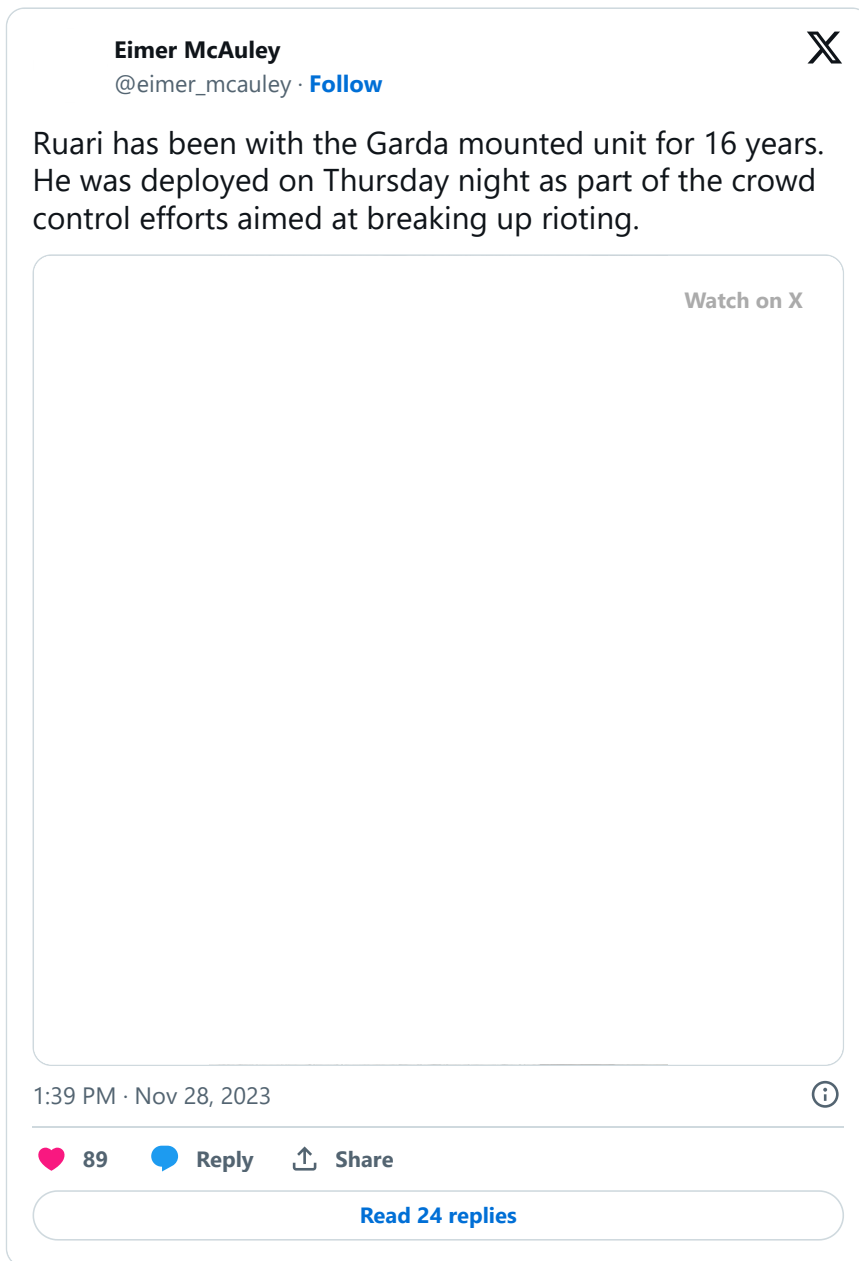 Eimer McAuley
@eimer_mcauley · Follow
Ruari has been with the Garda mounted unit for 16 years.
He was deployed on Thursday night as part of the crowd
control efforts aimed at breaking up rioting.
Watch on X
1:39 PM · Nov 28, 2023
89 Reply Share
Read 24 replies